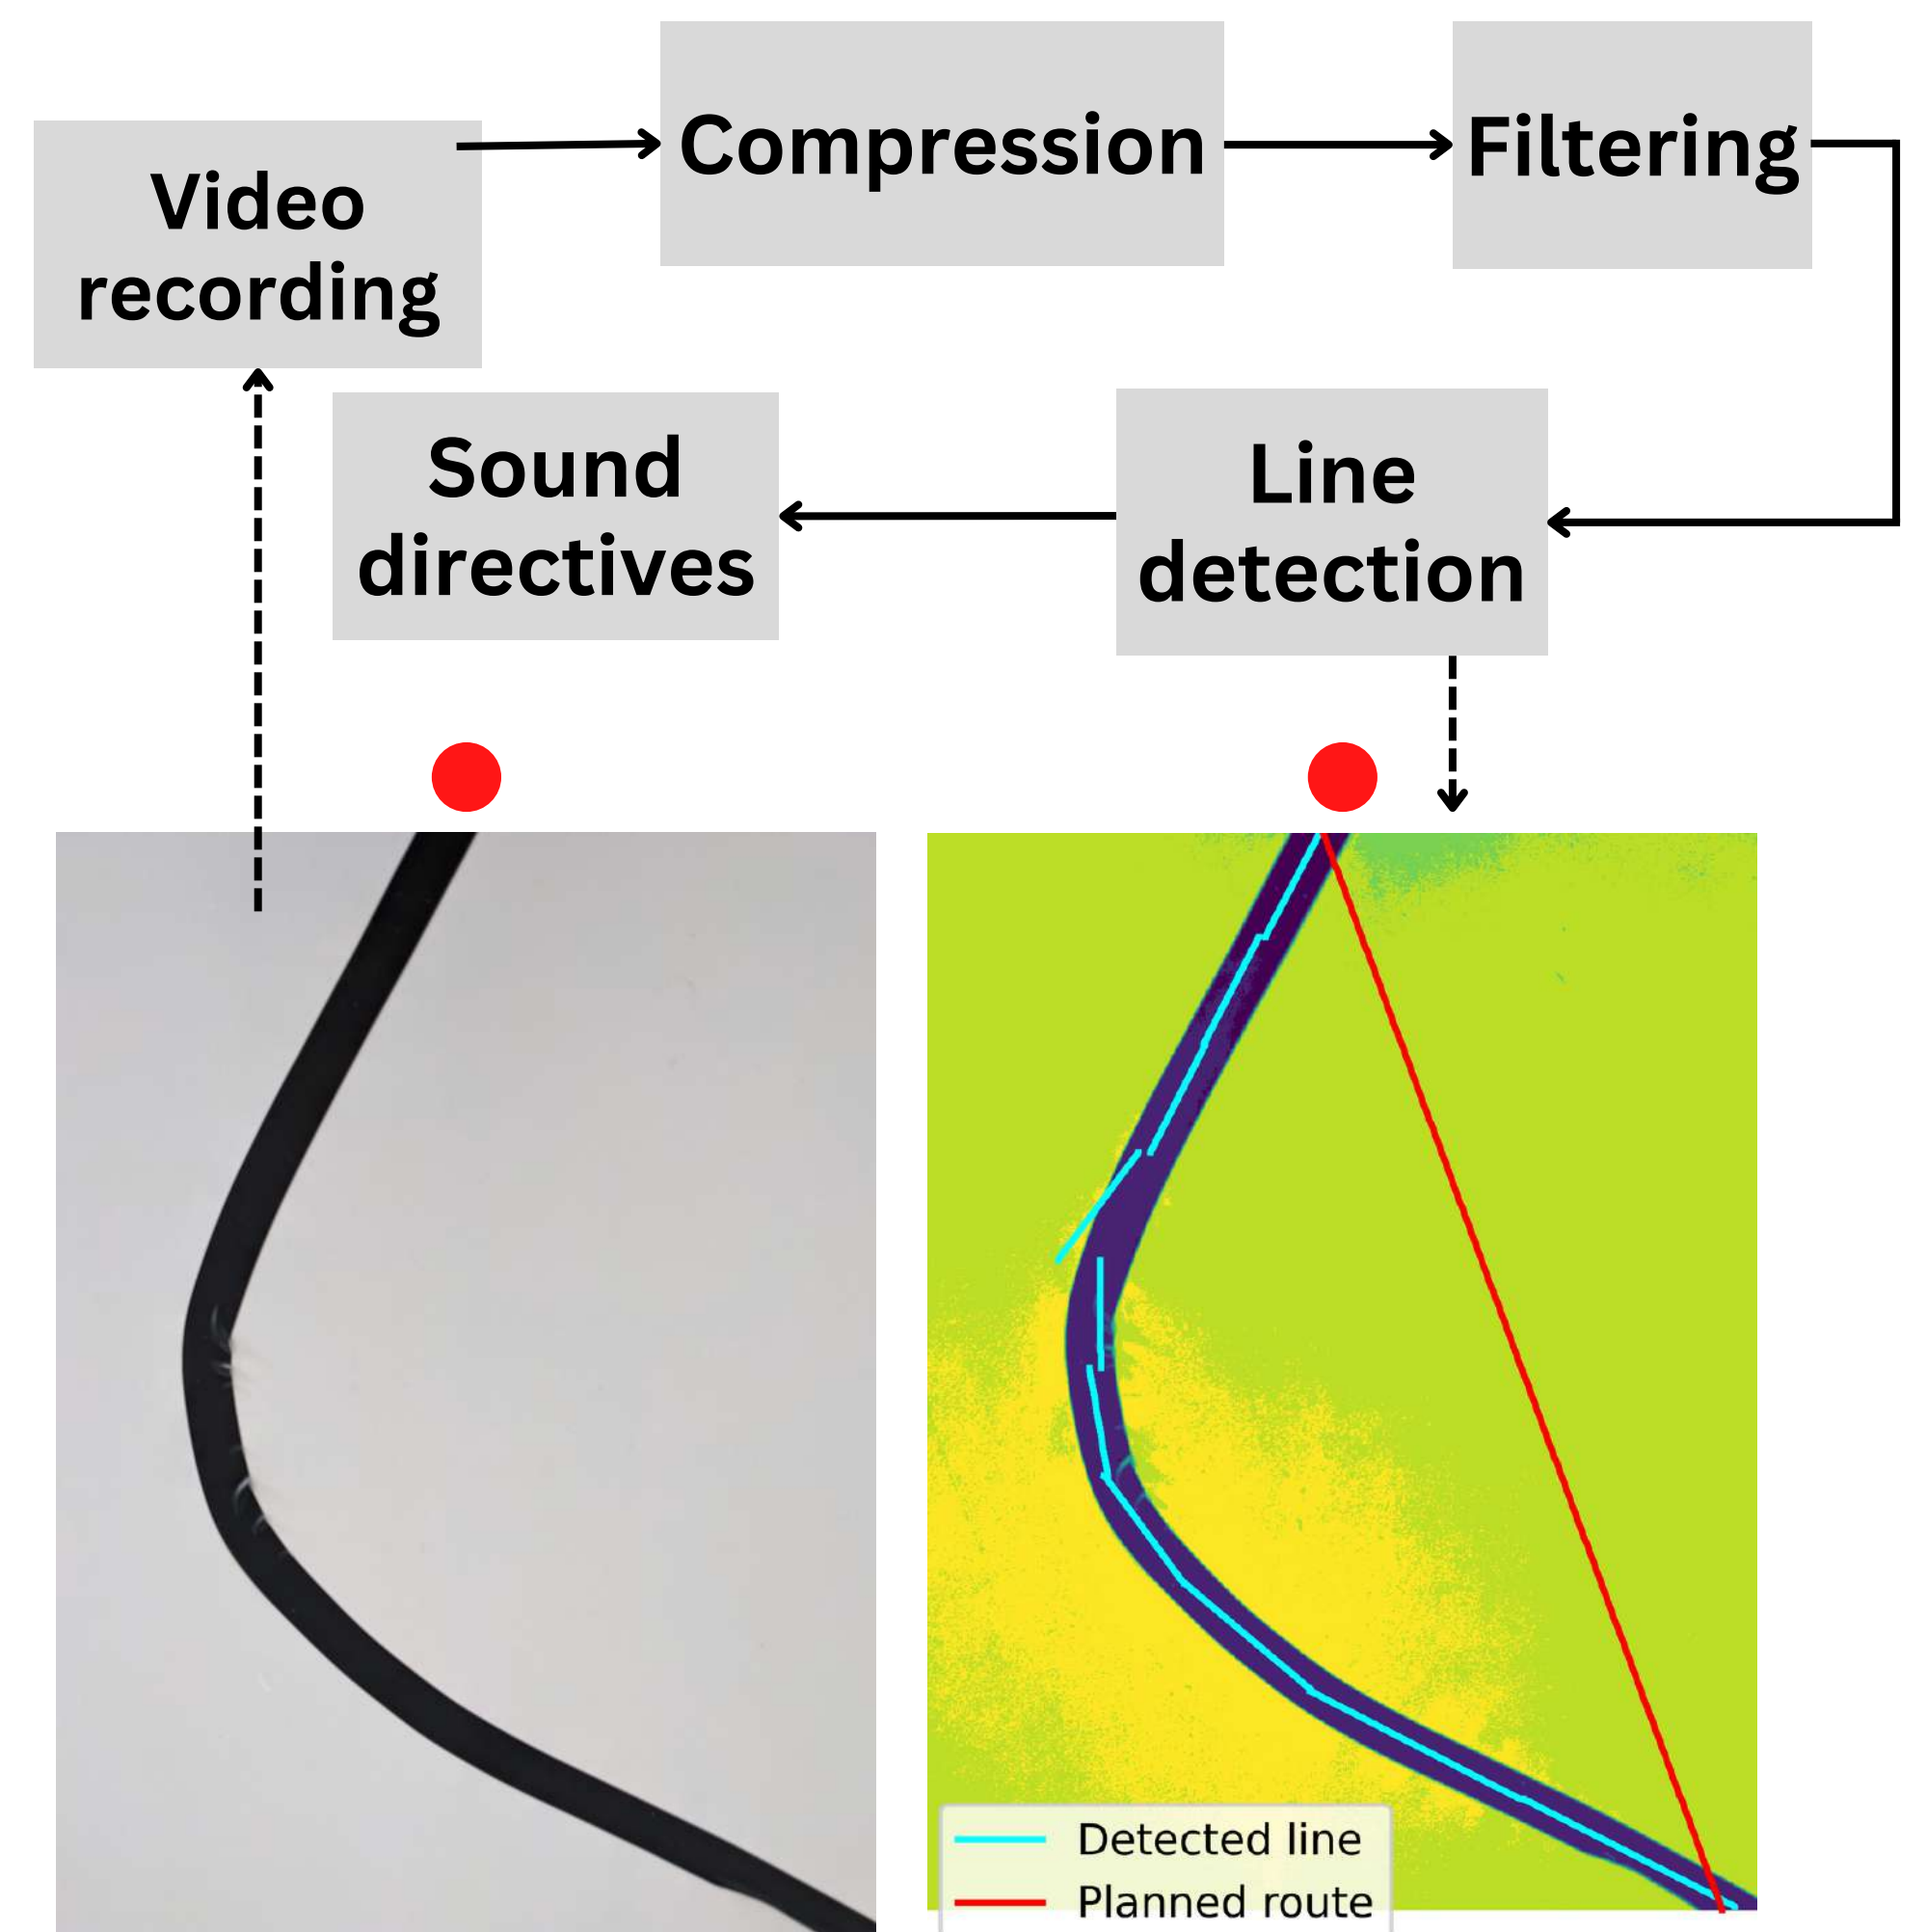 Video
recording
Compression
Filtering
Sound
directives
Line
detection
Detected line
Planned route